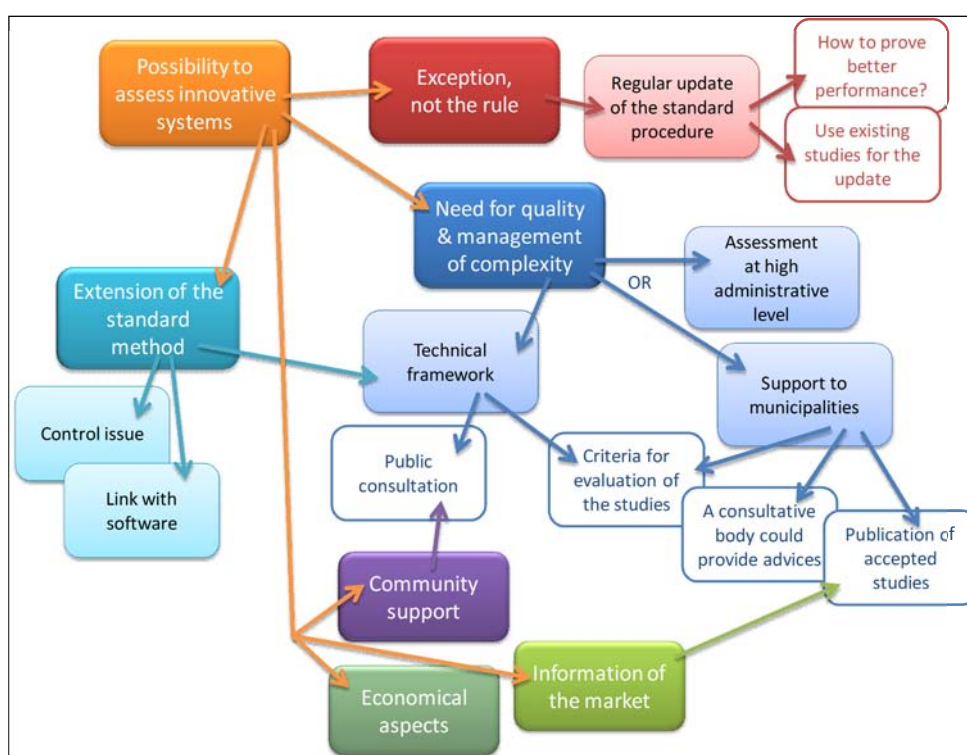 Possibility to
assess innovative
systems
Exception,
not the rule
Regular update
of the standard
procedure
How to prove
better
performance?
Use existing
studies for the
update
Need for quality
& management
of complexity
OR
Assessment
at high
administrative
level
Extension of the
standard
method
Technical
framework
Support to
municipalities
Control issue
Link with
software
Public
consultation
Criteria for
evaluation of
the studies
A consultative
body could
provide advices
Publication of
accepted
studies
Community
support
Information of
the market
Economical
aspects